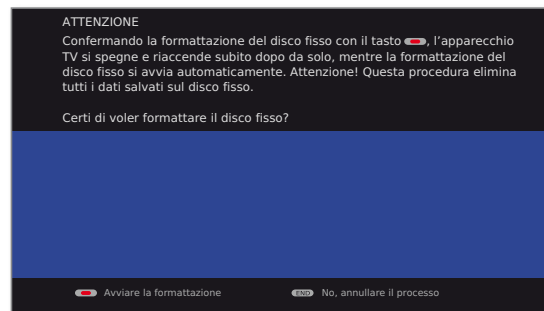 ATTENZIONE
Confermando la formattazione del disco fisso con il tasto , l'apparecchio
TV si spegne e riaccende subito dopo da solo, mentre la formattazione del
disco fisso si avvia automaticamente. Attenzione! Questa procedura elimina
tutti i dati salvati sul disco fisso.
Certi di voler formattare il disco fisso?
Avviare la formattazione
END No, annullare il processo